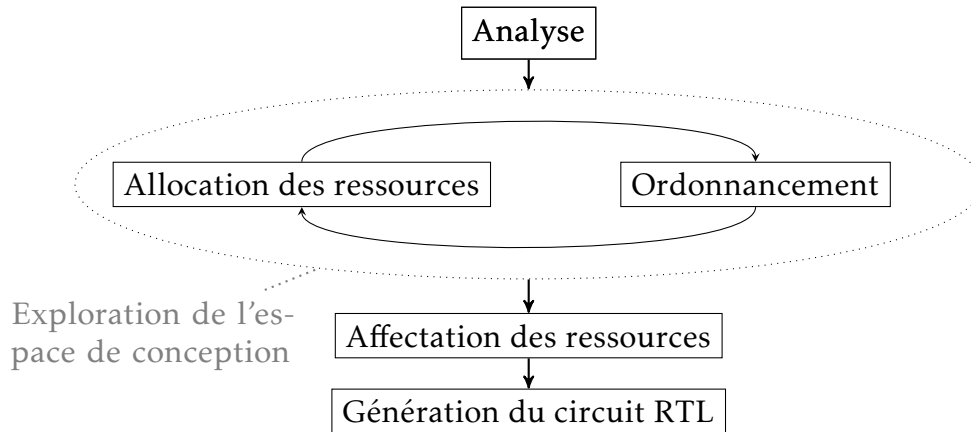 Analyse
Allocation des ressources
Ordonnancement
Exploration de l'es-
pace de conception
Affectation des ressources
Génération du circuit RTL